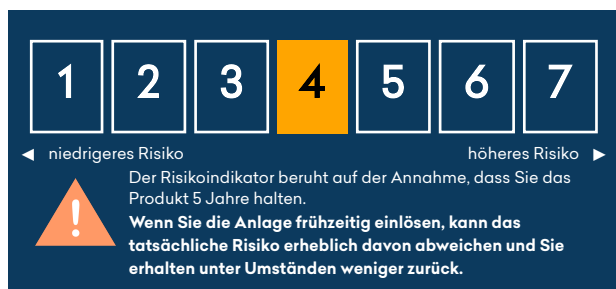 1 2 3 4 5 6 7
◄ niedrigeres Risiko höheres Risiko ►
Der Risikoindikator beruht auf der Annahme, dass Sie das
Produkt 5 Jahre halten.
!
Wenn Sie die Anlage frühzeitig einlösen, kann das
tatsächliche Risiko erheblich davon abweichen und Sie
erhalten unter Umständen weniger zurück.